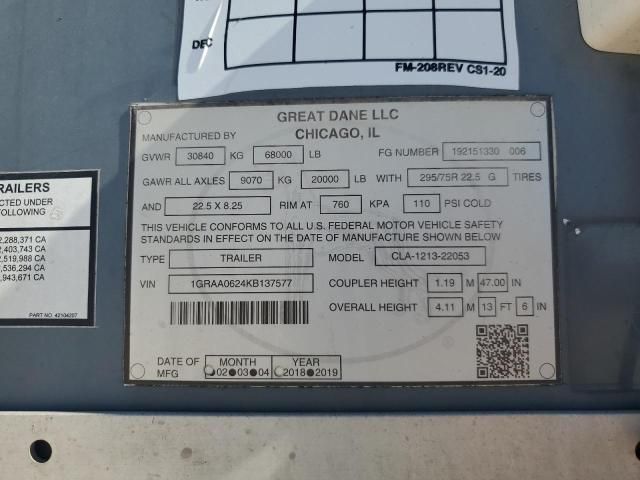 DEC
FM-208REV CS1-20
GREAT DANE LLC
MANUFACTURED BY CHICAGO, IL
GVWR 30840 KG 68000 LB FG NUMBER 192151330 006
GAWR ALL AXLES 9070 KG 20000 LB WITH 295/75R 22.5 G TIRES
AND 22.5 X 8.25 RIM AT 760 KPA 110 PSI COLD
THIS VEHICLE CONFORMS TO ALL U.S. FEDERAL MOTOR VEHICLE SAFETY
STANDARDS IN EFFECT ON THE DATE OF MANUFACTURE SHOWN BELOW
TYPE TRAILER MODEL CLA-1213-22053
VIN 1GRAA0624KB137577 COUPLER HEIGHT 1.19 M 47.00 IN
OVERALL HEIGHT 4.11 M 13 FT 6 IN
DATE OF MFG MONTH YEAR
02 03 04 2018 2019
RAILERS
CTED UNDER
FOLLOWING
2,288,371 CA
2,403,743 CA
2,519,988 CA
2,536,294 CA
2,943,671 CA
PART NO. 42104207